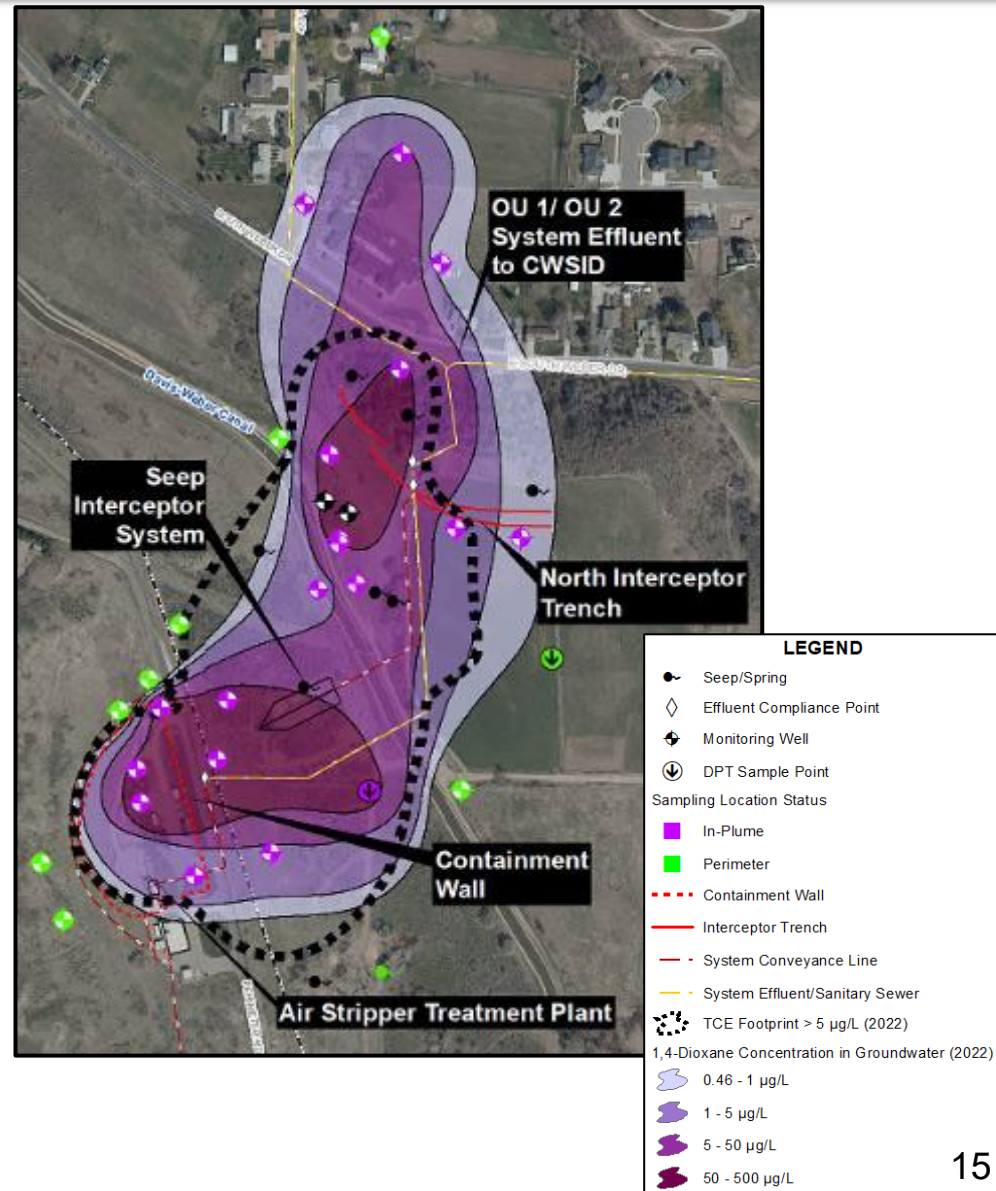 OU 1/ OU 2
System Effluent
to CWSID
Davis-Weber Canal
Seep
Interceptor
System
North Interceptor
Trench
Containment
Wall
Air Stripper Treatment Plant
LEGEND
Seep/Spring
Effluent Compliance Point
Monitoring Well
DPT Sample Point
Sampling Location Status
In-Plume
Perimeter
Containment Wall
Interceptor Trench
System Conveyance Line
System Effluent/Sanitary Sewer
TCE Footprint > 5 µg/L (2022)
1,4-Dioxane Concentration in Groundwater (2022)
0.46 - 1 µg/L
1 - 5 µg/L
5 - 50 µg/L
50 - 500 µg/L
15